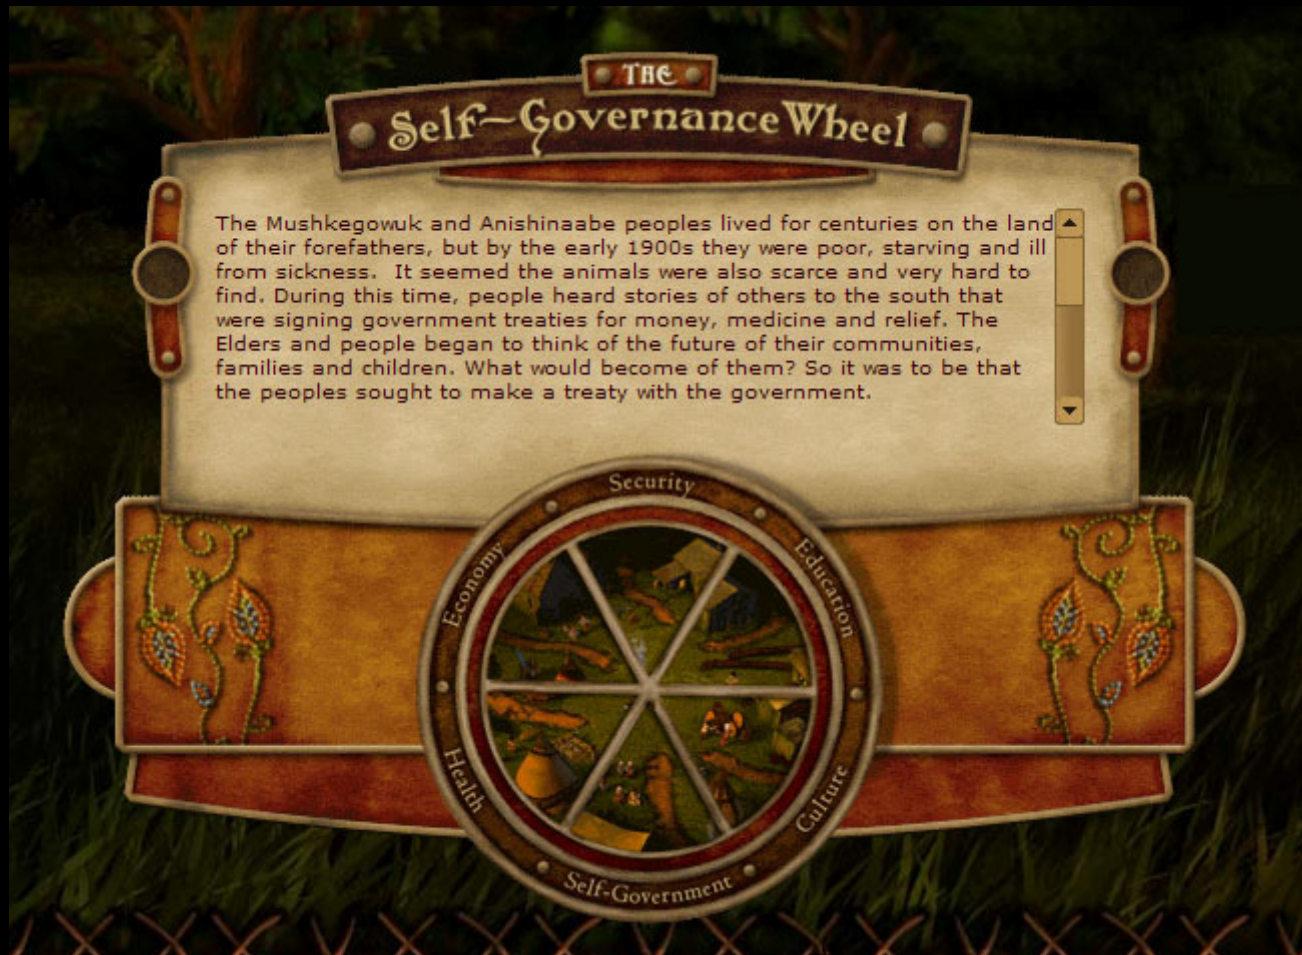 THE
Self-Governance Wheel
The Mushkegowuk and Anishinaabe peoples lived for centuries on the land
of their forefathers, but by the early 1900s they were poor, starving and ill
from sickness.  It seemed the animals were also scarce and very hard to
find. During this time, people heard stories of others to the south that
were signing government treaties for money, medicine and relief. The
Elders and people began to think of the future of their communities,
families and children. What would become of them? So it was to be that
the peoples sought to make a treaty with the government.
Security
Economy
Education
Health
Culture
Self-Government